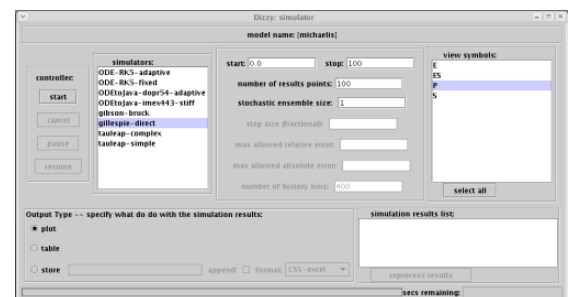 Dizzy: simulator
model name: [michaelis]
controller:
start
cancel
pause
resume
simulators:
ODE-RK5-adaptive
ODE-RK5-fixed
ODEtoJava-dopr54-adaptive
ODEtoJava-imex443-stiff
gibson-bruck
gillespie-direct
tauleap-complex
tauleap-simple
start: 0.0 stop: 100
number of results points: 100
stochastic ensemble size: 1
step size (fractional):
max allowed relative error:
max allowed absolute error:
number of history bins: 400
view symbols:
E
ES
P
S
select all
Output Type -- specify what do do with the simulation results:
plot
table
store append: format: CSV-excel
simulation results list:
reprocess results
secs remaining: